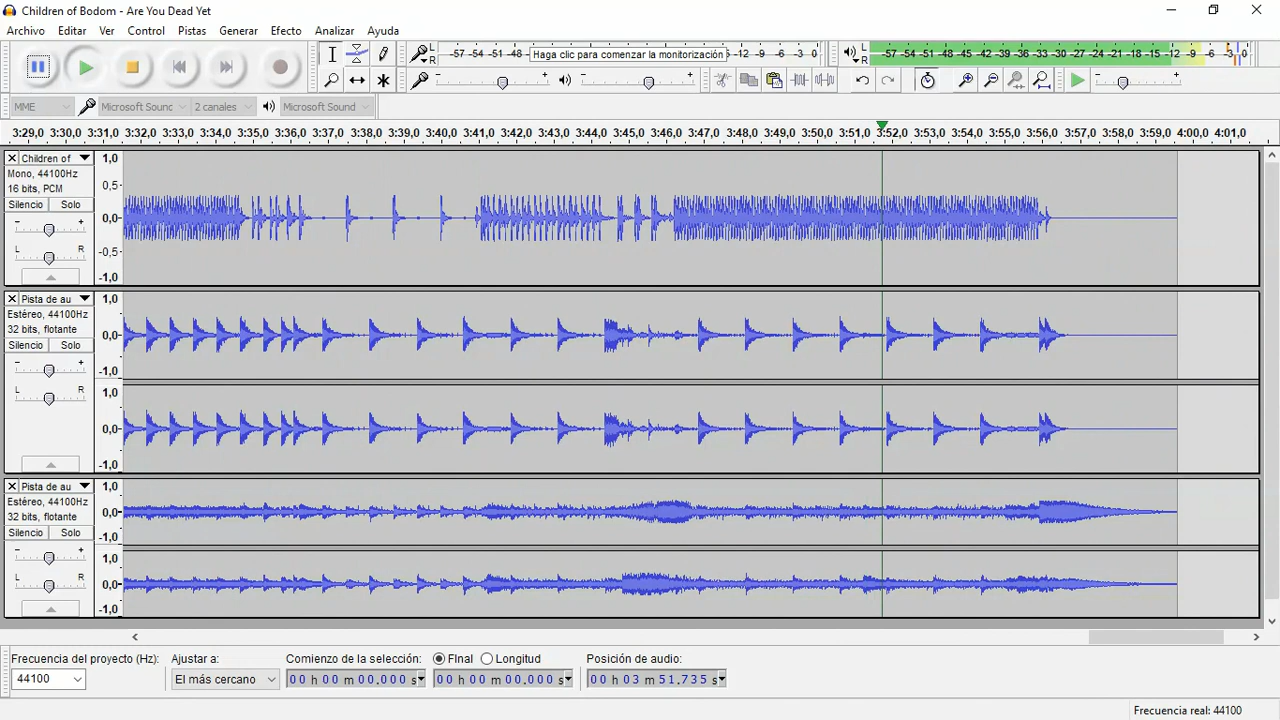 Children of Bodom - Are You Dead Yet
Archivo Editar Ver Control Pistas Generar Efecto Analizar Ayuda
L R -57 -54 -51 -48 Haga clic para comenzar la monitorización -12 -9 -6 -3 0
L R -57 -54 -51 -48 -45 -42 -39 -36 -33 -30 -27 -24 -21 -18 -15 -12 -9 -6 -3 0
- + - + - +
MME Microsoft Sounc 2 canales Microsoft Sound
3:29,0 3:30,0 3:31,0 3:32,0 3:33,0 3:34,0 3:35,0 3:36,0 3:37,0 3:38,0 3:39,0 3:40,0 3:41,0 3:42,0 3:43,0 3:44,0 3:45,0 3:46,0 3:47,0 3:48,0 3:49,0 3:50,0 3:51,0 3:52,0 3:53,0 3:54,0 3:55,0 3:56,0 3:57,0 3:58,0 3:59,0 4:00,0 4:01,0
Children of
Mono, 44100Hz
16 bits, PCM
Silencio Solo
- +
L R
1,0
0,5-
0,0-
-0,5-
-1,0
Pista de au
Estéreo, 44100Hz
32 bits, flotante
Silencio Solo
- +
L R
1,0
0,0-
-1,0
1,0
0,0-
-1,0
Pista de au
Estéreo, 44100Hz
32 bits, flotante
Silencio Solo
- +
L R
1,0
0,0-
-1,0
1,0
0,0-
-1,0
Frecuencia del proyecto (Hz): Ajustar a: Comienzo de la selección: FInal Longitud Posición de audio:
44100 El más cercano 00 h 00 m 00.000 s 00 h 00 m 00.000 s 00 h 03 m 51.735 s
Frecuencia real: 44100